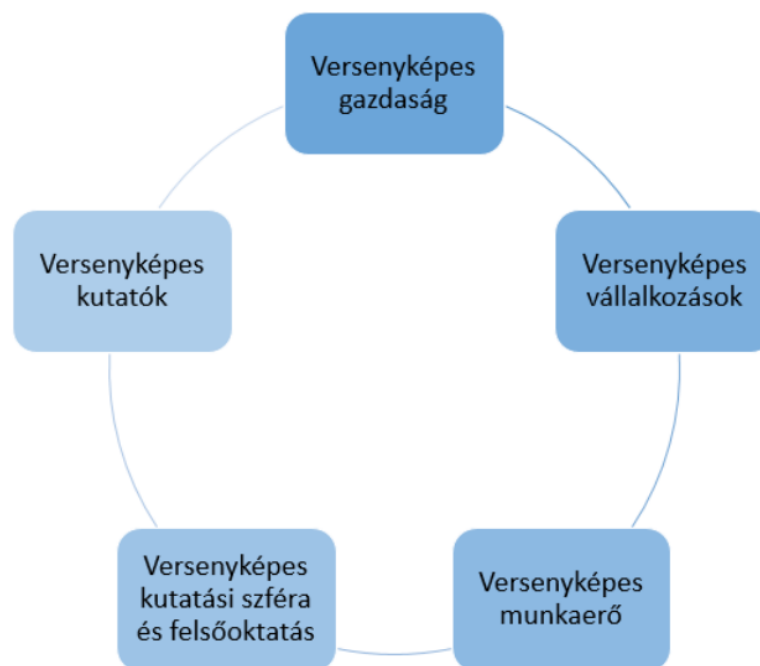 Versenyképes
gazdaság
Versenyképes
vállalkozások
Versenyképes
munkaerő
Versenyképes
kutatási szféra
és felsőoktatás
Versenyképes
kutatók